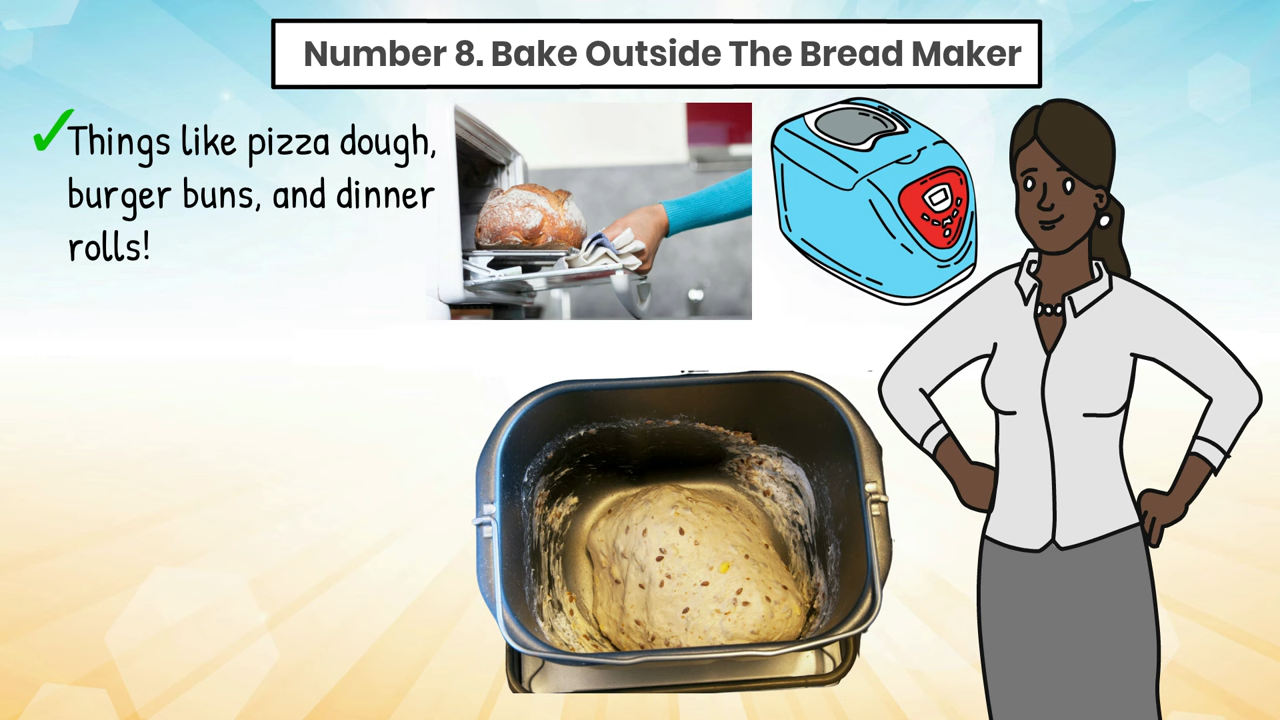 Number 8. Bake Outside The Bread Maker
Things like pizza dough,
burger buns, and dinner
rolls!